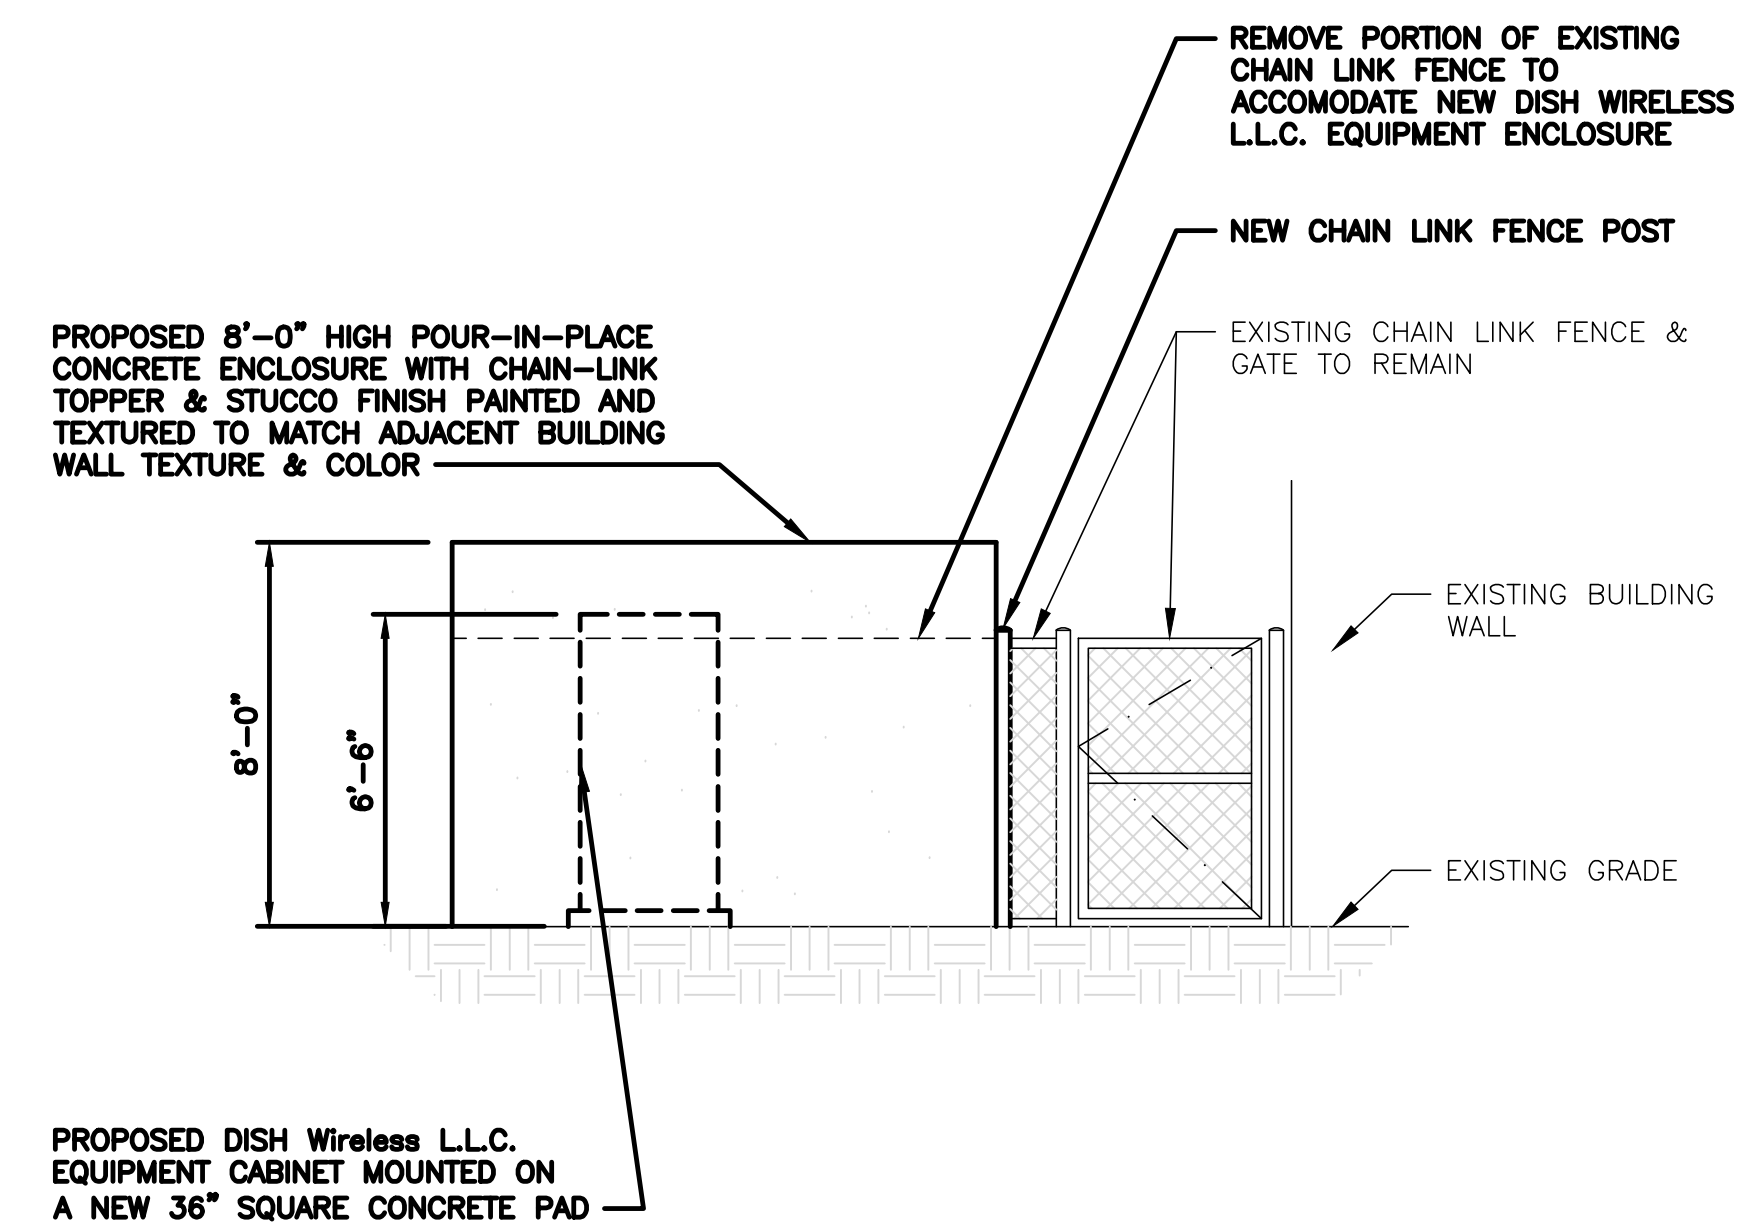 REMOVE PORTION OF EXISTING
CHAIN LINK FENCE TO
ACCOMODATE NEW DISH WIRELESS
L.L.C. EQUIPMENT ENCLOSURE
NEW CHAIN LINK FENCE POST
EXISTING CHAIN LINK FENCE &
GATE TO REMAIN
PROPOSED 8'-0" HIGH POUR-IN-PLACE
CONCRETE ENCLOSURE WITH CHAIN-LINK
TOPPER & STUCCO FINISH PAINTED AND
TEXTURED TO MATCH ADJACENT BUILDING
WALL TEXTURE & COLOR
EXISTING BUILDING
WALL
8'-0"
6'-6"
EXISTING GRADE
PROPOSED DISH Wireless L.L.C.
EQUIPMENT CABINET MOUNTED ON
A NEW 36" SQUARE CONCRETE PAD